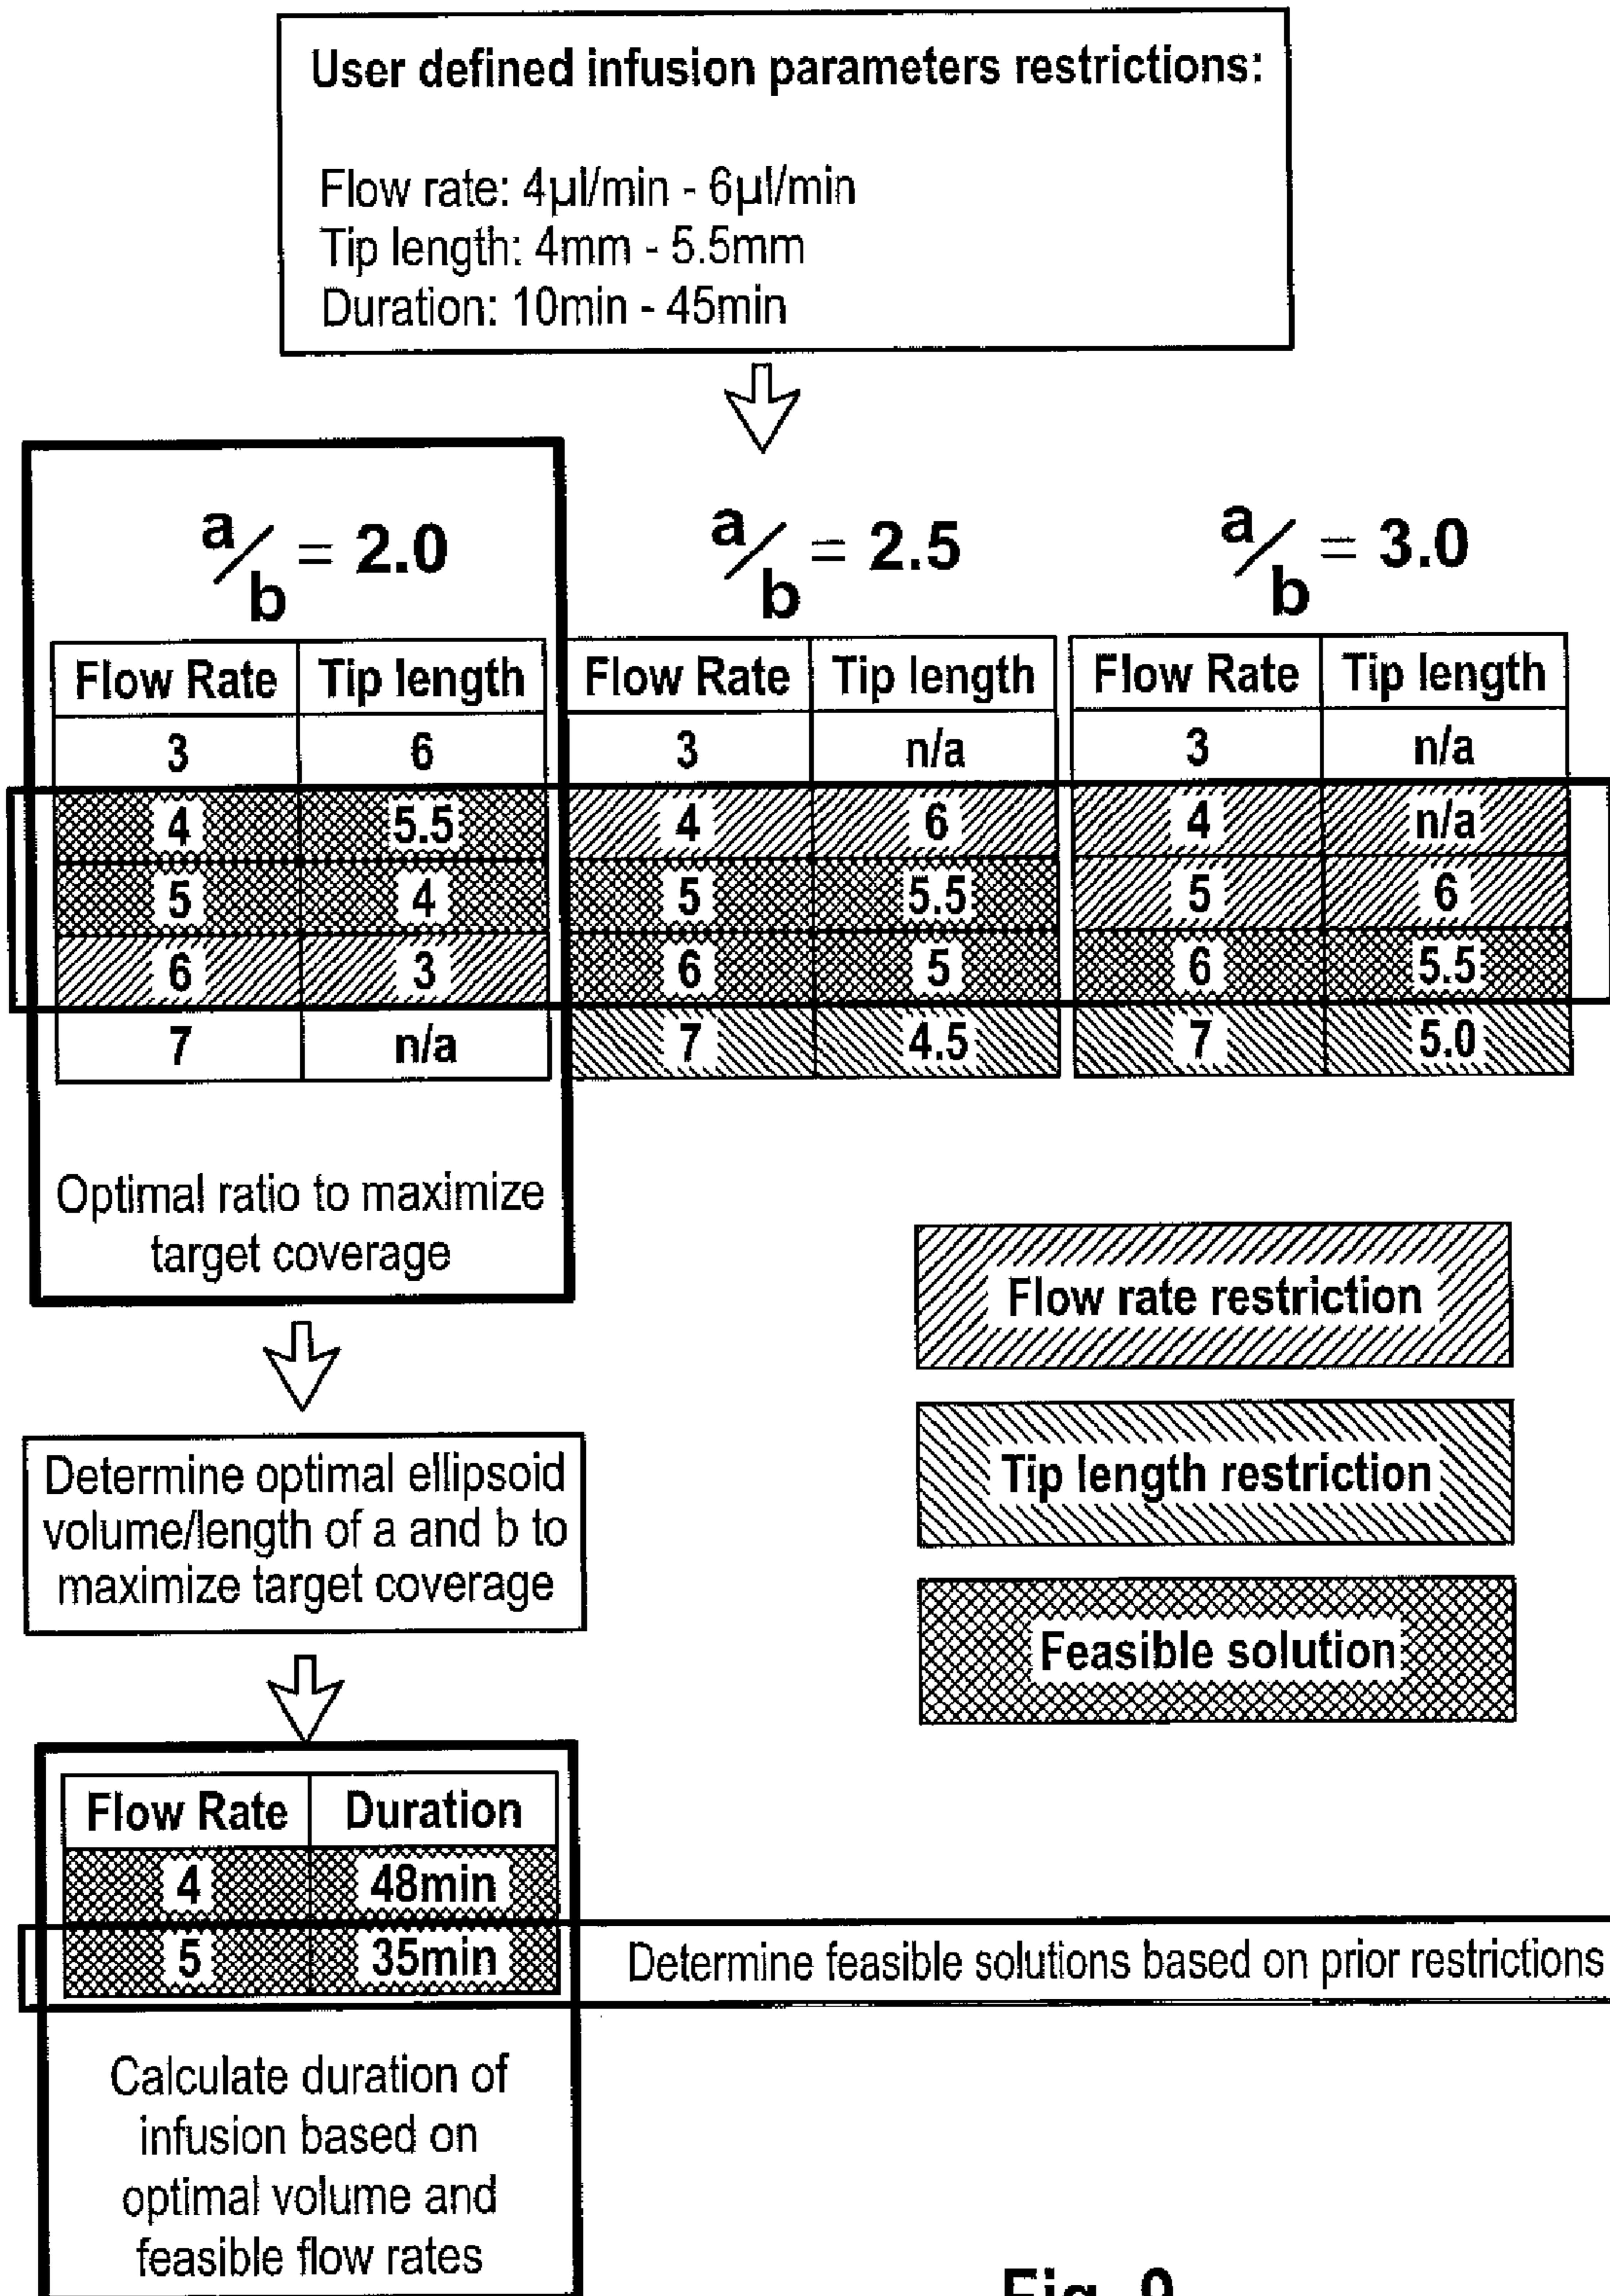 User defined infusion parameters restrictions:
Flow rate: 4µl/min - 6µl/min
Tip length: 4mm - 5.5mm
Duration: 10min - 45min
a/b = 2.0
a/b = 2.5
a/b = 3.0
Flow Rate Tip length Flow Rate Tip length Flow Rate Tip length
3 6 3 n/a 3 n/a
4 5.5 4 6 4 n/a
5 4 5 5.5 5 6
6 3 6 5 6 5.5
7 n/a 7 4.5 7 5.0
Optimal ratio to maximize
target coverage
Flow rate restriction
Tip length restriction
Feasible solution
Determine optimal ellipsoid
volume/length of a and b to
maximize target coverage
Flow Rate Duration
4 48min
5 35min
Determine feasible solutions based on prior restrictions
Calculate duration of
infusion based on
optimal volume and
feasible flow rates
Fig. 9